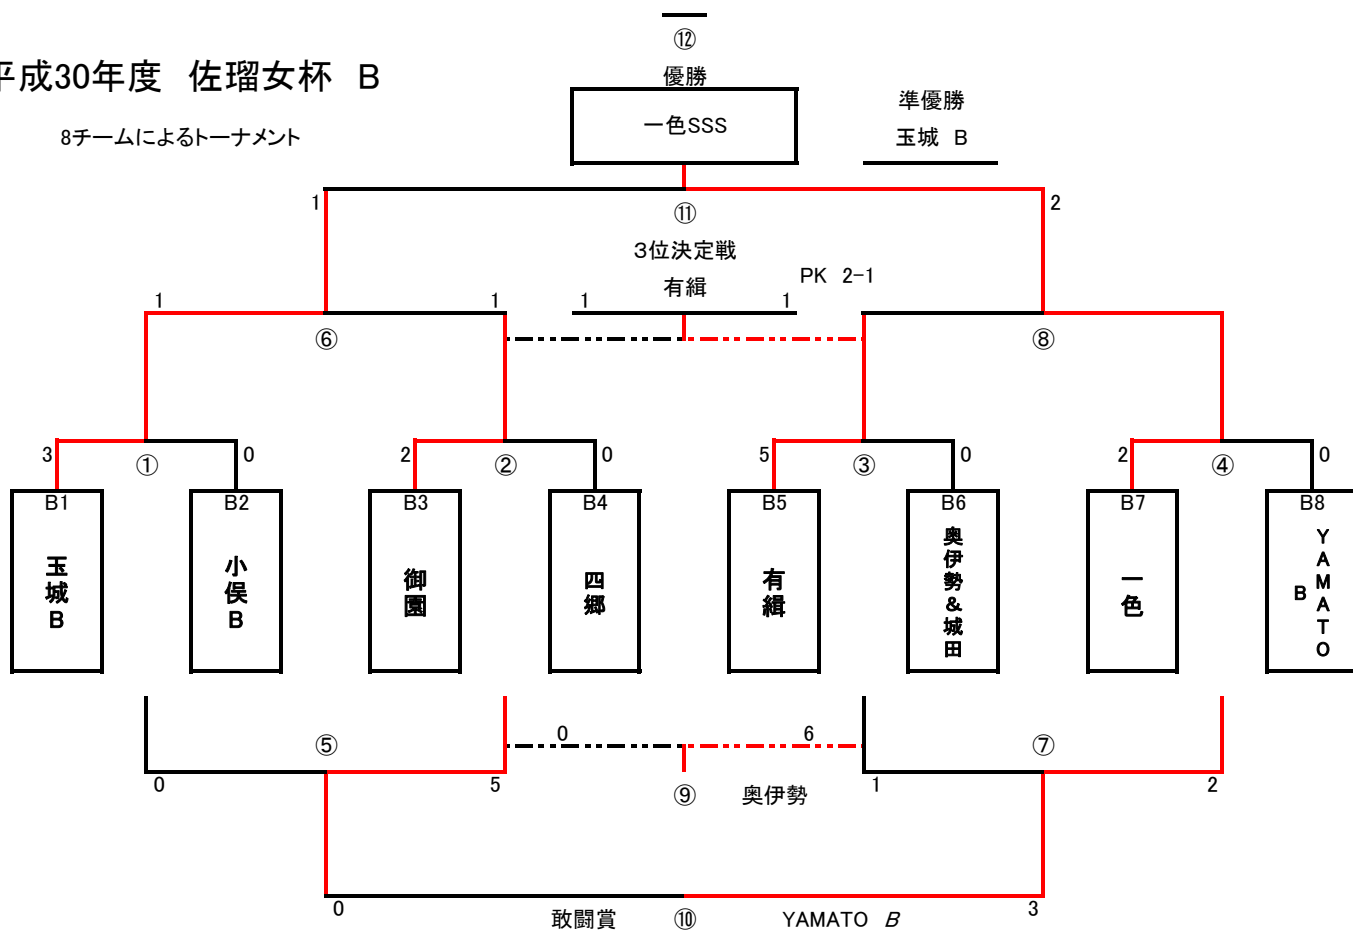 ⑫
平成30年度 佐瑠女杯 B
優勝
準優勝
一色SSS
玉城 B
8チームによるトーナメント
1
2
⑪
3位決定戦
有緝
PK 2-1
1
1
1
1
⑥
⑧
3
①
0
2
②
0
5
③
0
2
④
0
B1
B2
B3
B4
B5
B6
B7
B8
玉城B
小俣B
御園
四郷
有緝
奥伊勢&城田
一色
YAMATO
B
0
6
⑤
⑦
0
5
⑨
奥伊勢
1
2
0
敢闘賞
⑩
YAMATO B
3